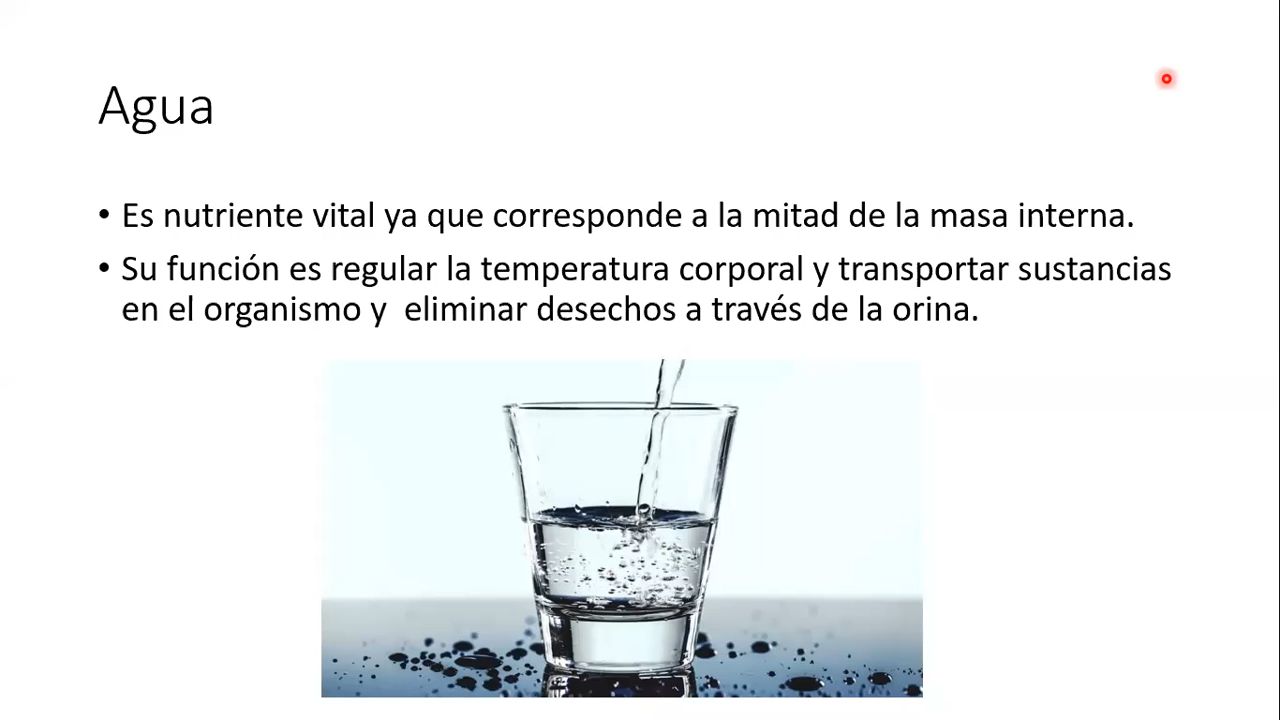 Agua
• Es nutriente vital ya que corresponde a la mitad de la masa interna.
• Su función es regular la temperatura corporal y transportar sustancias
en el organismo y  eliminar desechos a través de la orina.